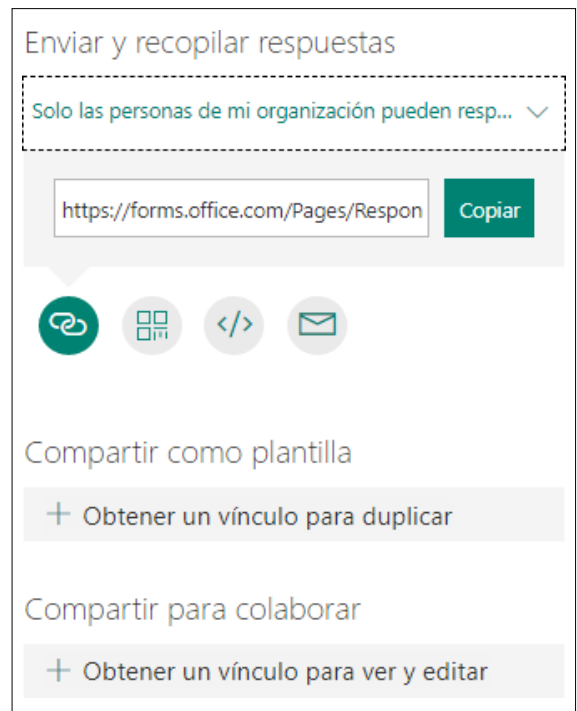 Enviar y recopilar respuestas
Solo las personas de mi organización pueden resp...
https://forms.office.com/Pages/Respon
Copiar
</>
Compartir como plantilla
+ Obtener un vínculo para duplicar
Compartir para colaborar
+ Obtener un vínculo para ver y editar